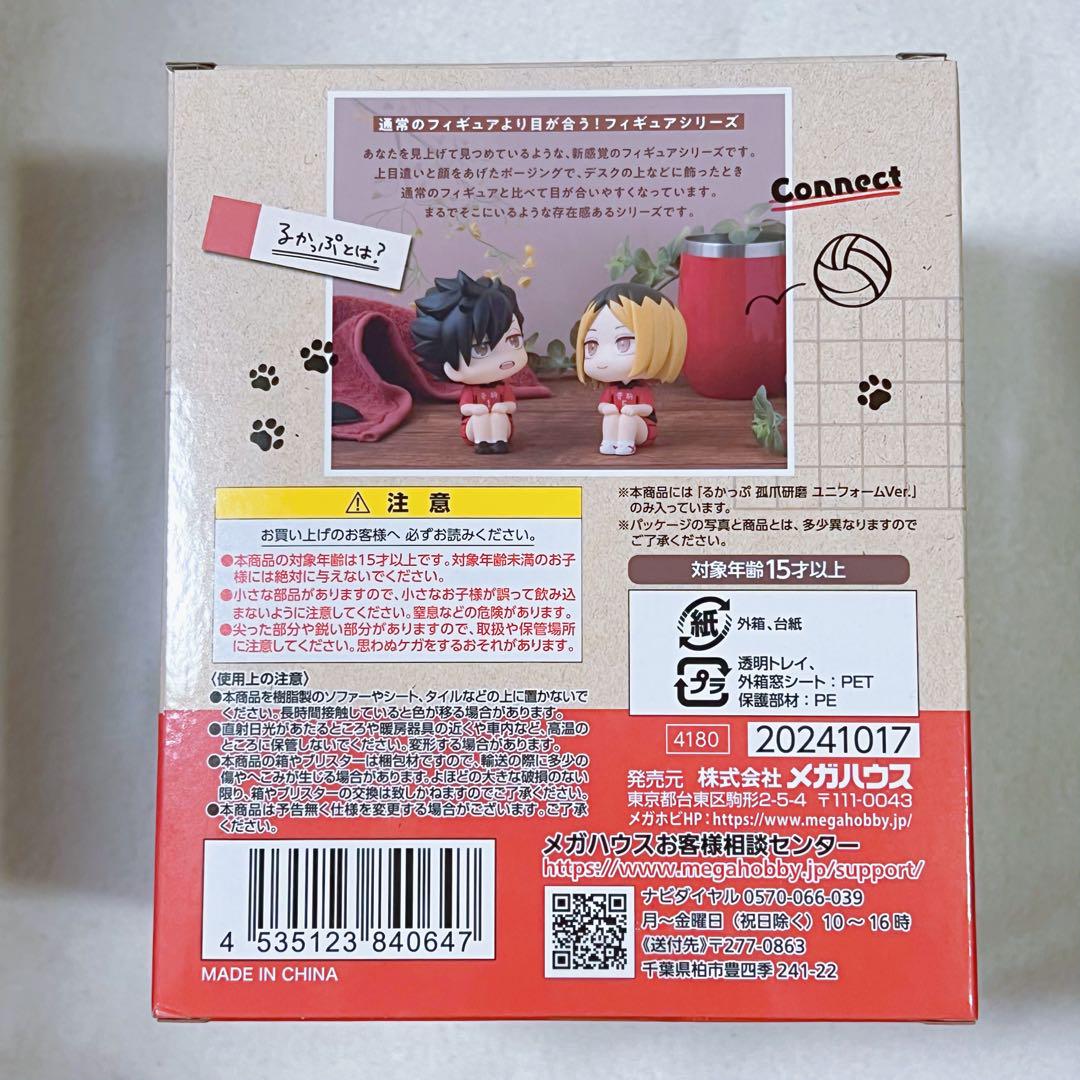 通常のフィギュアより目が合う!フィギュアシリーズ
あなたを見上げて見つめているような、新感覚のフィギュアシリーズです。
上目遣いと顔をあげたポージングで、デスクの上などに飾ったとき
通常のフィギュアと比べて目が合いやすくなっています。
まるでそこにいるような存在感あるシリーズです。
Connect
るかっぷとは?
音駒
1
音駒
5
⚠ 注意
お買い上げのお客様へ 必ずお読みください。
●本商品の対象年齢は15才以上です。対象年齢未満のお子
様には絶対に与えないでください。
●小さな部品がありますので、小さなお子様が誤って飲み込
まないように注意してください。窒息などの危険があります。
●尖った部分や鋭い部分がありますので、取扱や保管場所
に注意してください。思わぬケガをするおそれがあります。
〈使用上の注意〉
●本商品を樹脂製のソファーやシート、タイルなどの上に置かないで
ください。長時間接触していると色が移る場合があります。
●直射日光があたるところや暖房器具の近くや車内など、高温の
ところに保管しないでください。変形する場合があります。
●本商品の箱やブリスターは梱包材ですので、輸送の際に多少の
傷やへこみが生じる場合があります。よほどの大きな破損のない
限り、箱やブリスターの交換は致しかねますのでご了承ください。
●本商品は予告無く仕様を変更する場合がございます。ご了承
ください。
※本商品には「るかっぷ 孤爪研磨 ユニフォームVer.」
のみ入っています。
※パッケージの写真と商品とは、多少異なりますので
ご了承ください。
対象年齢15才以上
紙 外箱、台紙
プラ 透明トレイ、
外箱窓シート:PET
保護部材:PE
4180 20241017
発売元 株式会社メガハウス
東京都台東区駒形2-5-4 〒111-0043
メガホビHP:https://www.megahobby.jp/
メガハウスお客様相談センター
https://www.megahobby.jp/support/
ナビダイヤル 0570-066-039
月~金曜日(祝日除く)10~16時
《送付先》〒277-0863
千葉県柏市豊四季241-22
4 535123 840647
MADE IN CHINA